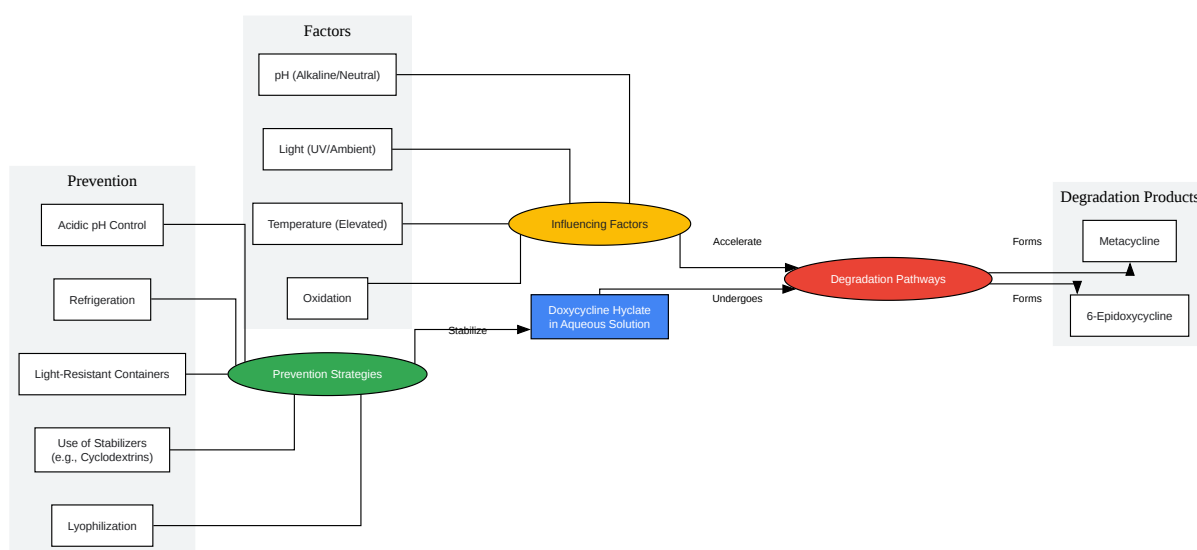 Factors
pH (Alkaline/Neutral)
Light (UV/Ambient)
Temperature (Elevated)
Oxidation
Prevention
Acidic pH Control
Refrigeration
Light-Resistant Containers
Use of Stabilizers
(e.g., Cyclodextrins)
Lyophilization
Prevention Strategies
Stabilize
Influencing Factors
Doxycycline Hyclate
in Aqueous Solution
Accelerate
Undergoes
Degradation Pathways
Forms
Forms
Degradation Products
Metacycline
6-Epidoxycycline